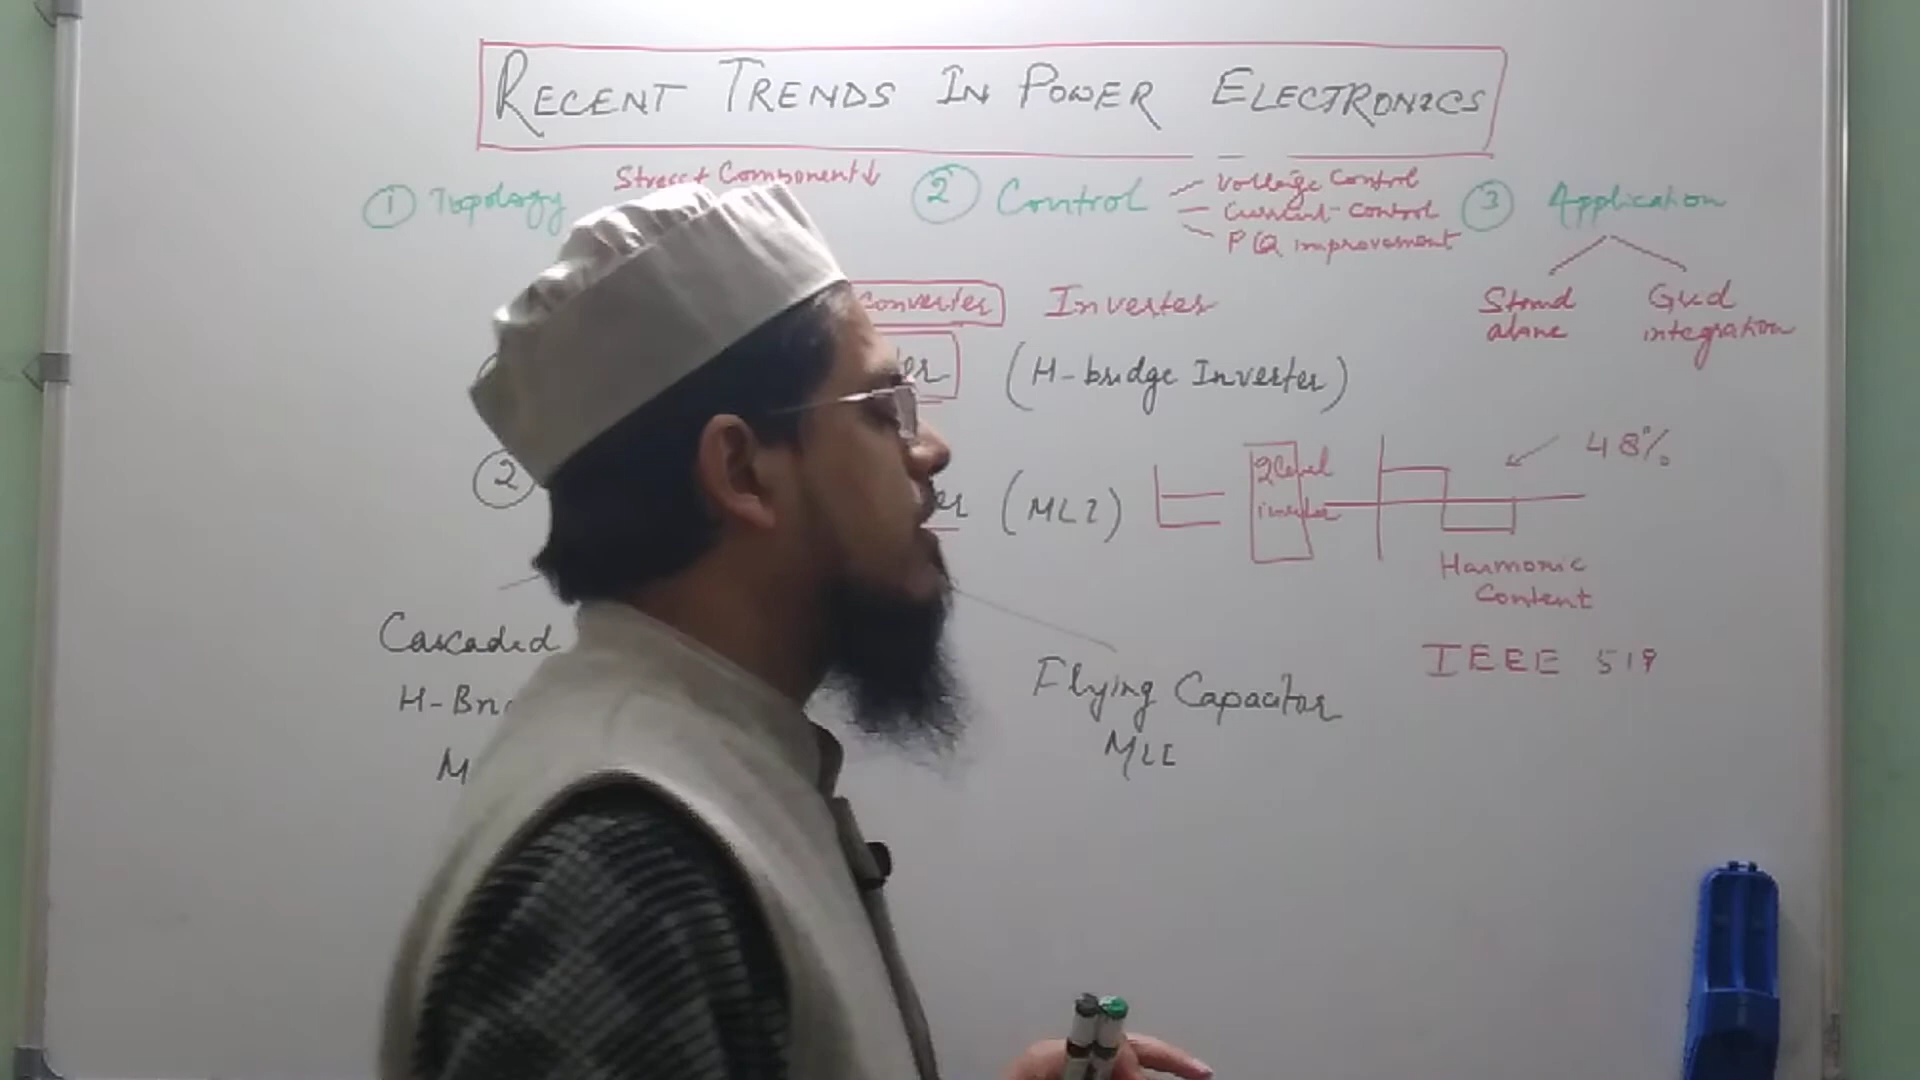 RECENT TRENDS IN POWER ELECTRONICS
① Topology
Stress + Component ↓
② Control
Voltage Control
Current-control
PQ improvement
③ Application
Stand
alone
Grid
integration
Converter
Inverter
(H-bridge Inverter)
②
(MLI)
2 level
inverter
48%
Harmonic
Content
IEEE 519
Cascaded
Flying Capacitor
MLI